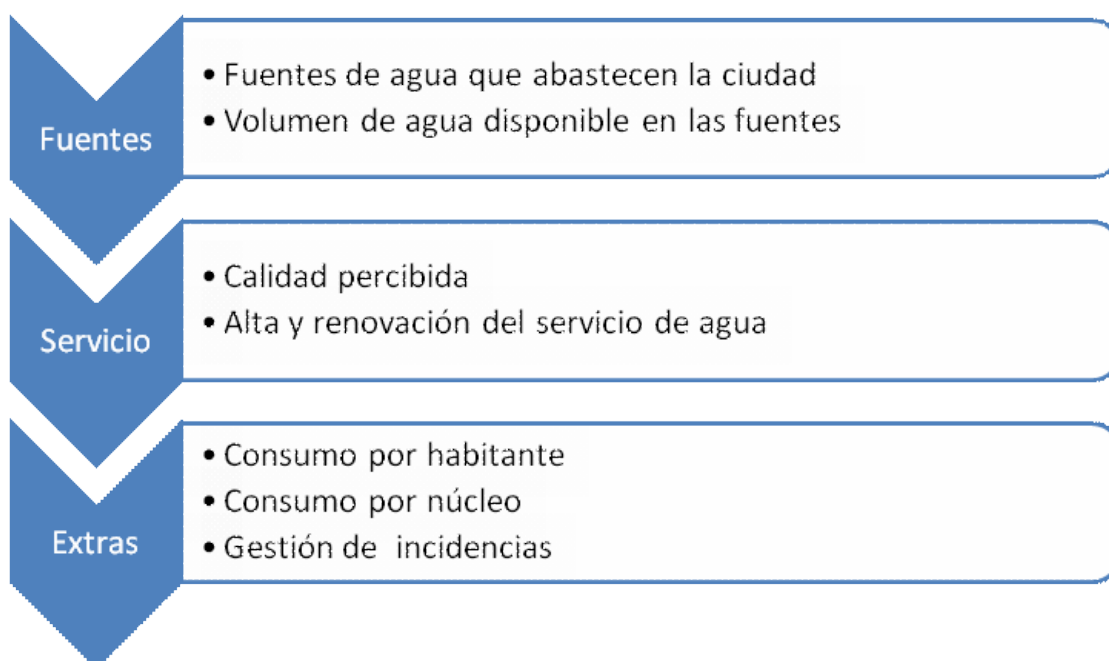 Fuentes
• Fuentes de agua que abastecen la ciudad
• Volumen de agua disponible en las fuentes
Servicio
• Calidad percibida
• Alta y renovación del servicio de agua
Extras
• Consumo por habitante
• Consumo por núcleo
• Gestión de incidencias